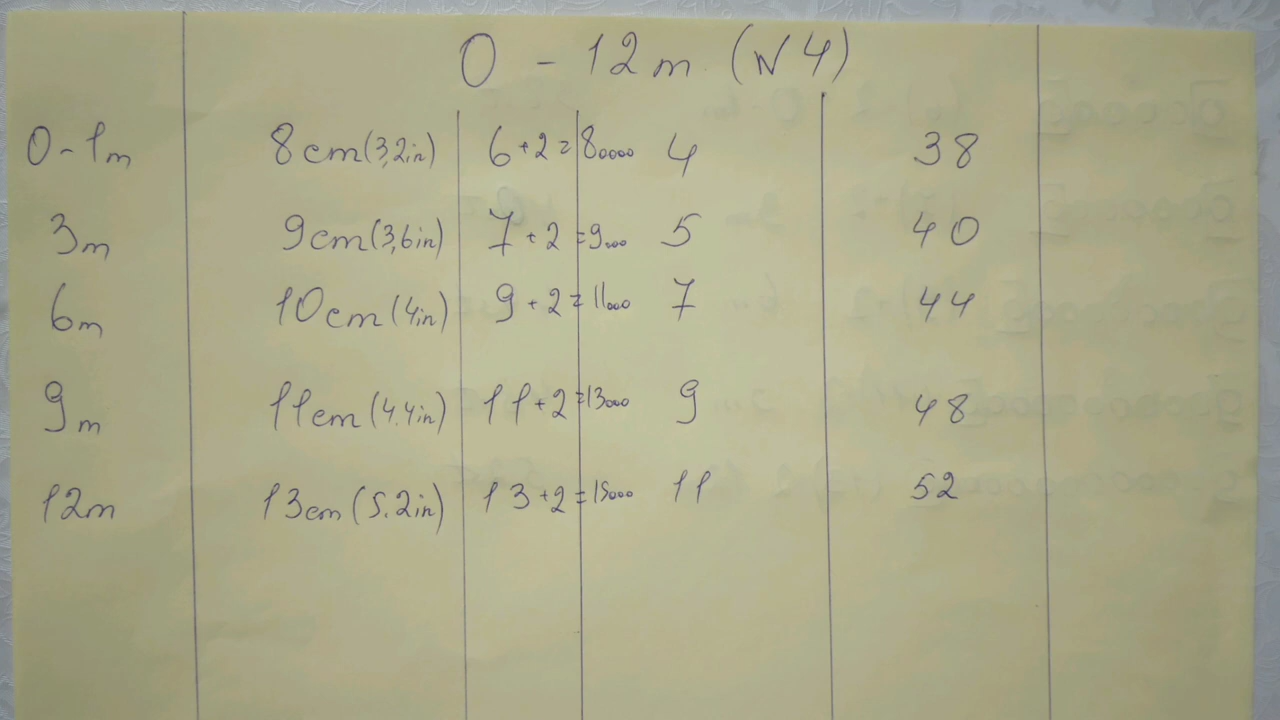 0 - 12m (N4)
0-1m 8cm(3,2in) 6+2=80000 4 38
3m 9cm(3,6in) 7+2=9000 5 40
6m 10cm(4in) 9+2=11000 7 44
9m 11cm(4.4in) 11+2=13000 9 48
12m 13cm(5.2in) 13+2=15000 11 52